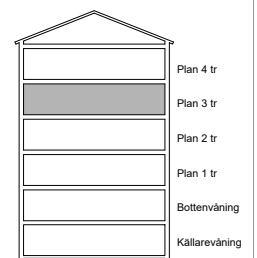 Plan 4 tr
Plan 3 tr
Plan 2 tr
Plan 1 tr
Bottenvåning
Källarevåning